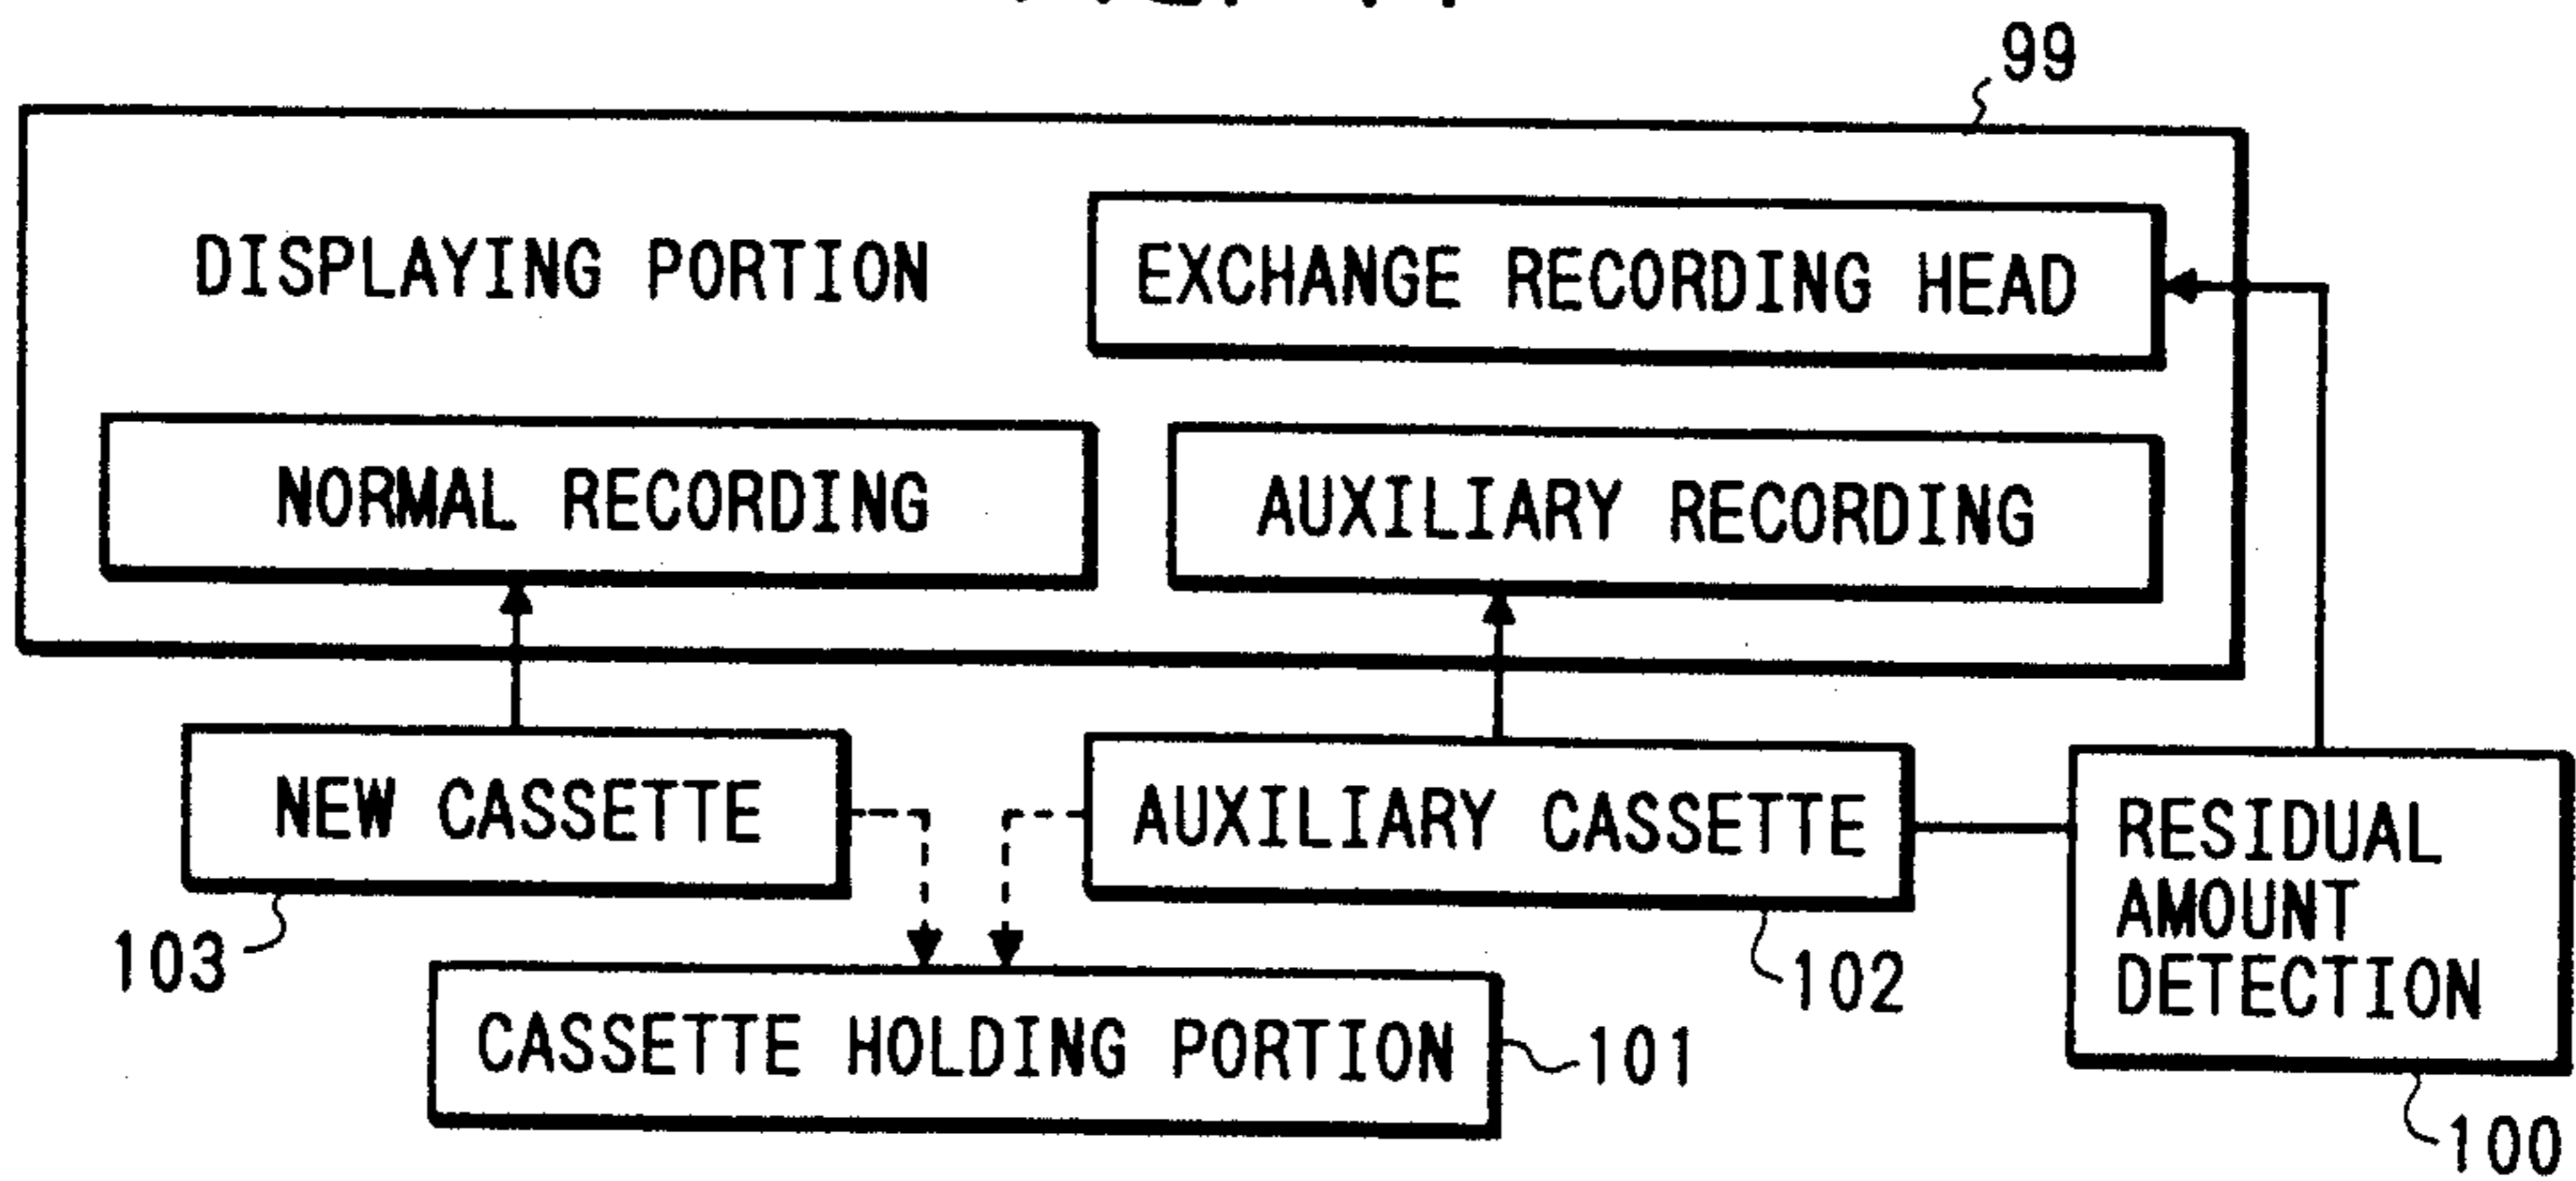 99
DISPLAYING PORTION
EXCHANGE RECORDING HEAD
NORMAL RECORDING
AUXILIARY RECORDING
NEW CASSETTE
AUXILIARY CASSETTE
RESIDUAL
AMOUNT
DETECTION
103
102
CASSETTE HOLDING PORTION
101
100